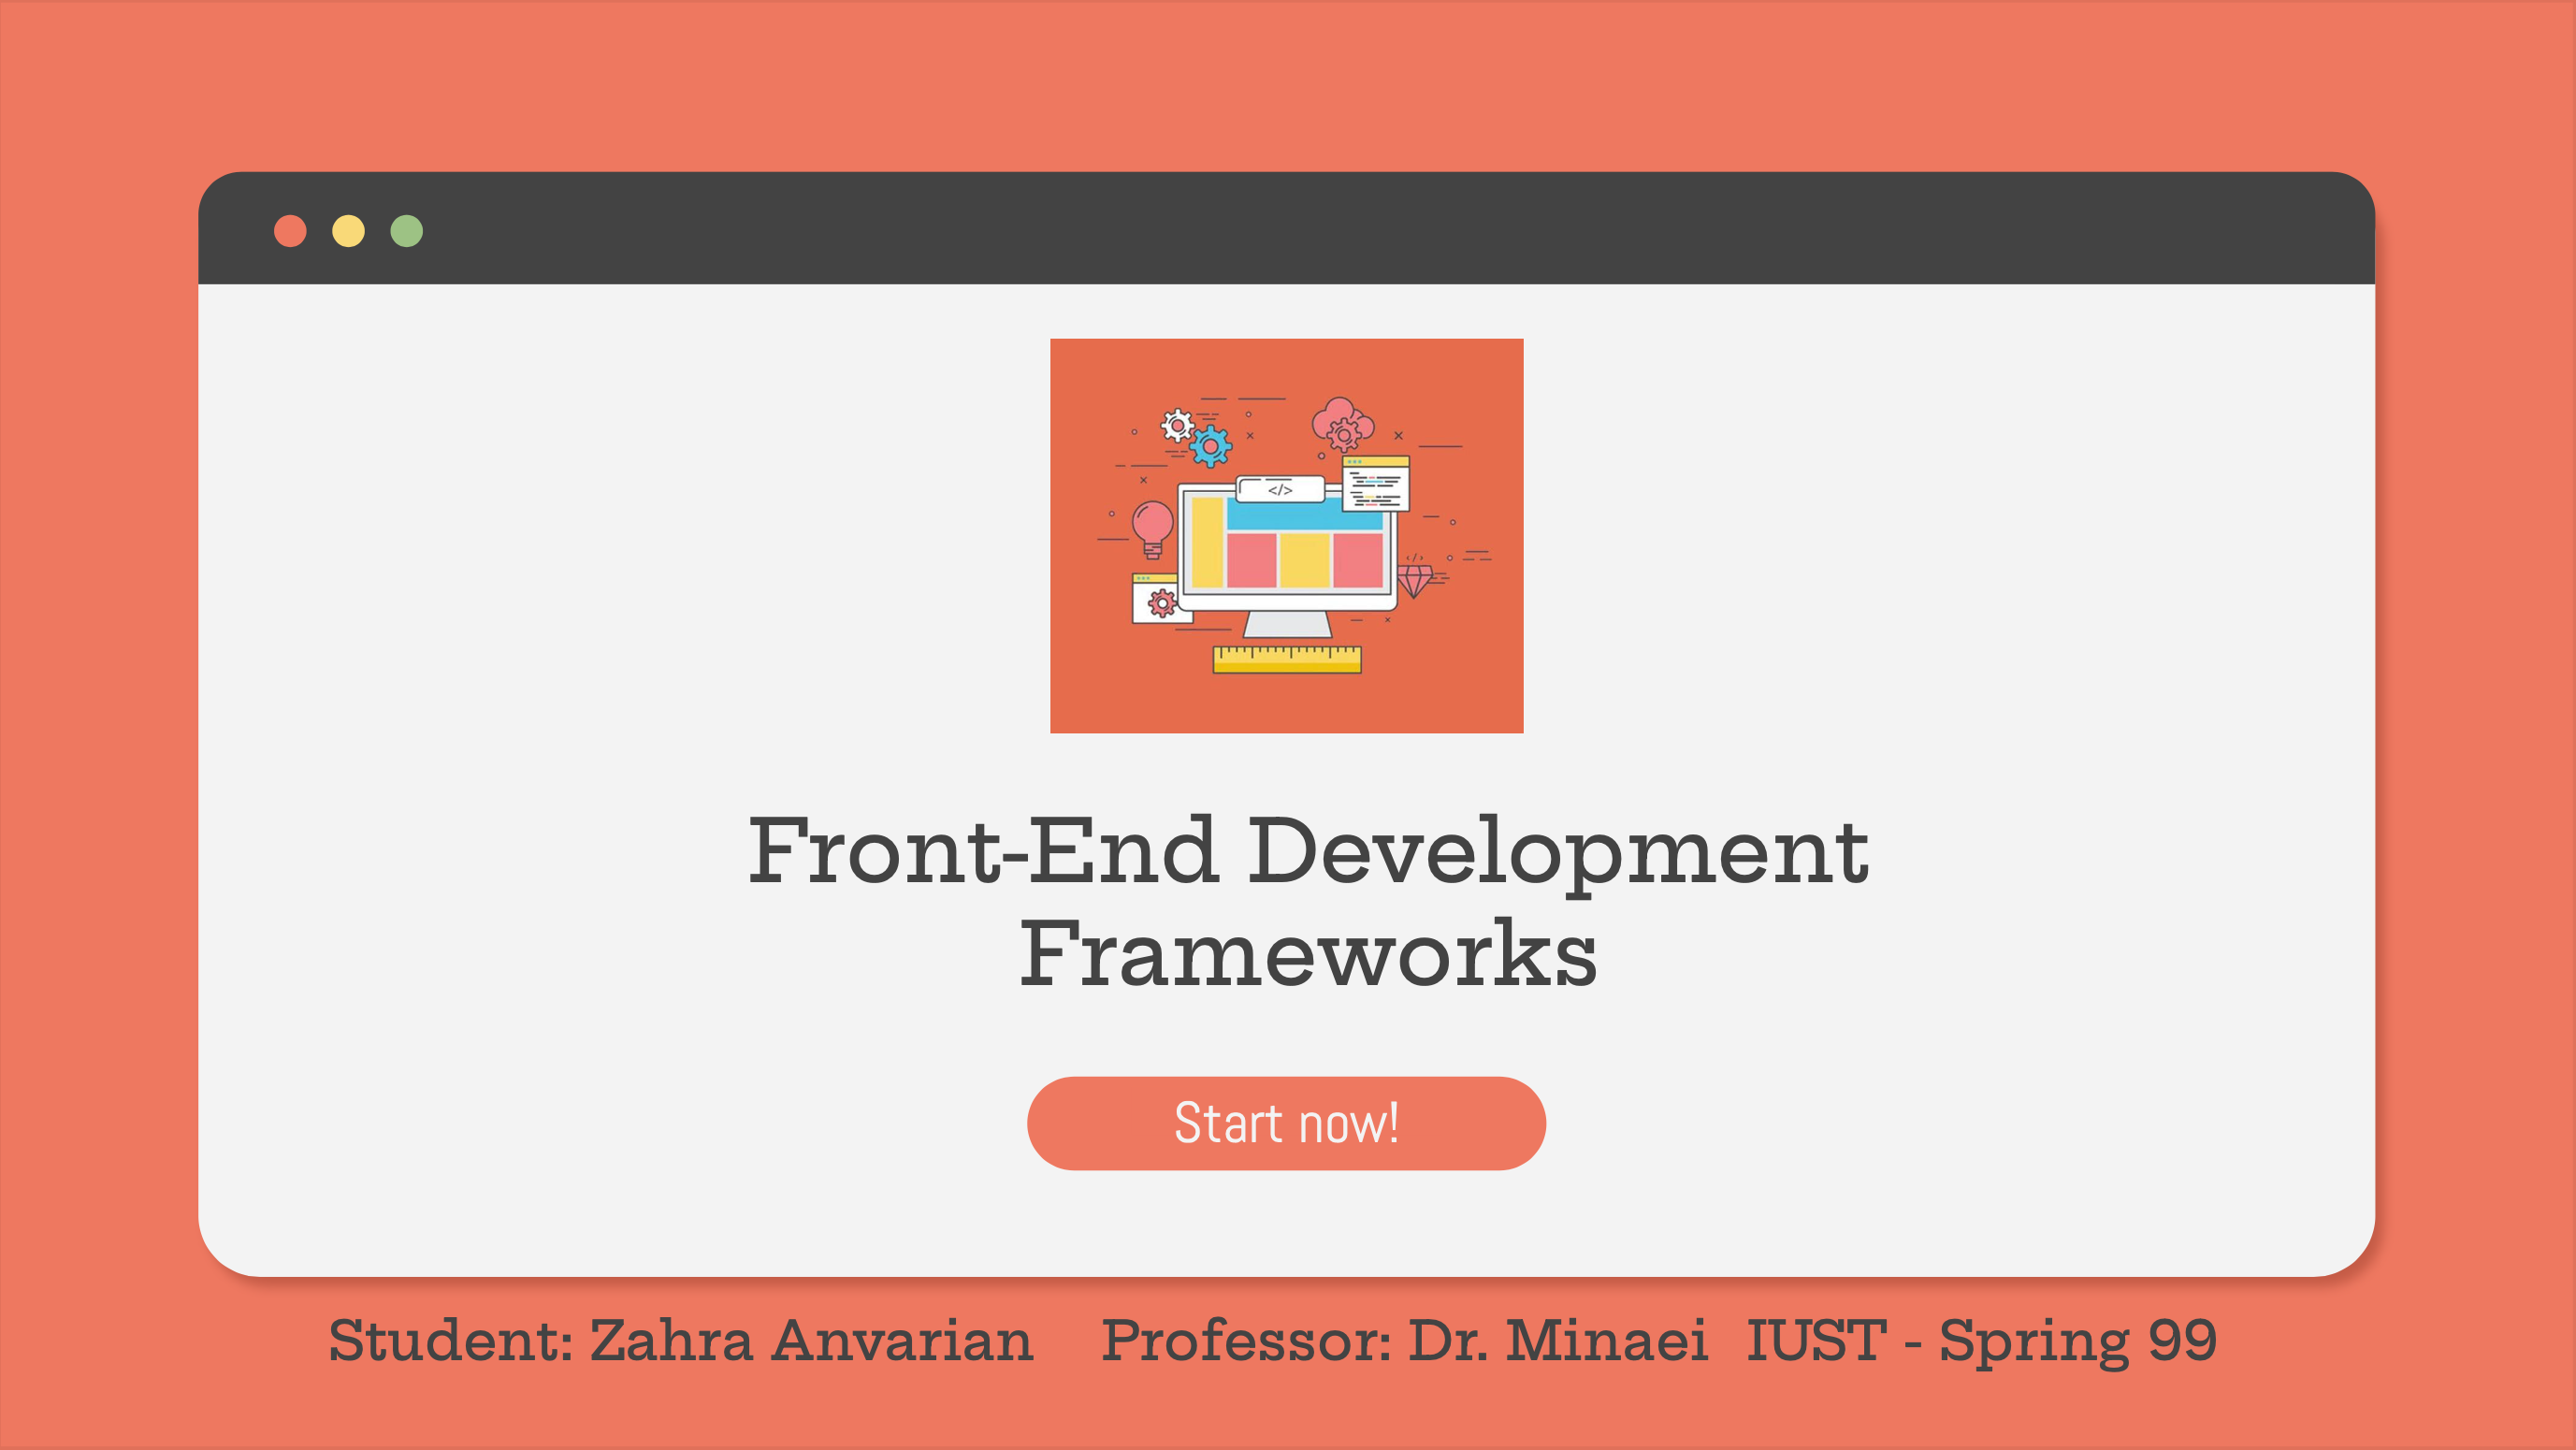 </>
</>
Front-End Development
Frameworks
Start now!
Student: Zahra Anvarian Professor: Dr. Minaei IUST - Spring 99